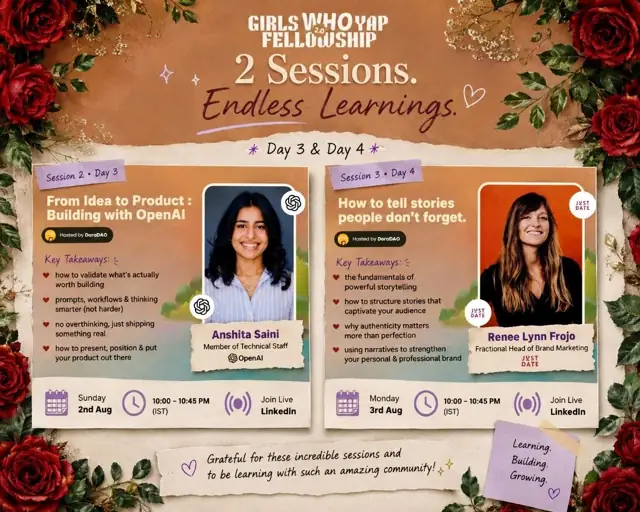 GIRLS WHO YAP
2.0
FELLOWSHIP
2 Sessions.
Endless Learnings.
Day 3 & Day 4
Session 2 • Day 3
From Idea to Product :
Building with OpenAI
Hosted by DoraDAO
Key Takeaways:
how to validate what's actually
worth building
prompts, workflows & thinking
smarter (not harder)
no overthinking, just shipping
something real
how to present, position & put
your product out there
Anshita Saini
Member of Technical Staff
OpenAI
Sunday
2nd Aug
10:00 - 10:45 PM
(IST)
Join Live
LinkedIn
Session 3 • Day 4
How to tell stories
people don't forget.
Hosted by DoraDAO
Key Takeaways:
the fundamentals of
powerful storytelling
how to structure stories that
captivate your audience
why authenticity matters
more than perfection
using narratives to strengthen
your personal & professional brand
JUST
DATE
JUST
DATE
Renee Lynn Frojo
Fractional Head of Brand Marketing
JUST
DATE
Monday
3rd Aug
10:00 - 10:45 PM
(IST)
Join Live
LinkedIn
Grateful for these incredible sessions and
to be learning with such an amazing community!
Learning.
Building.
Growing.